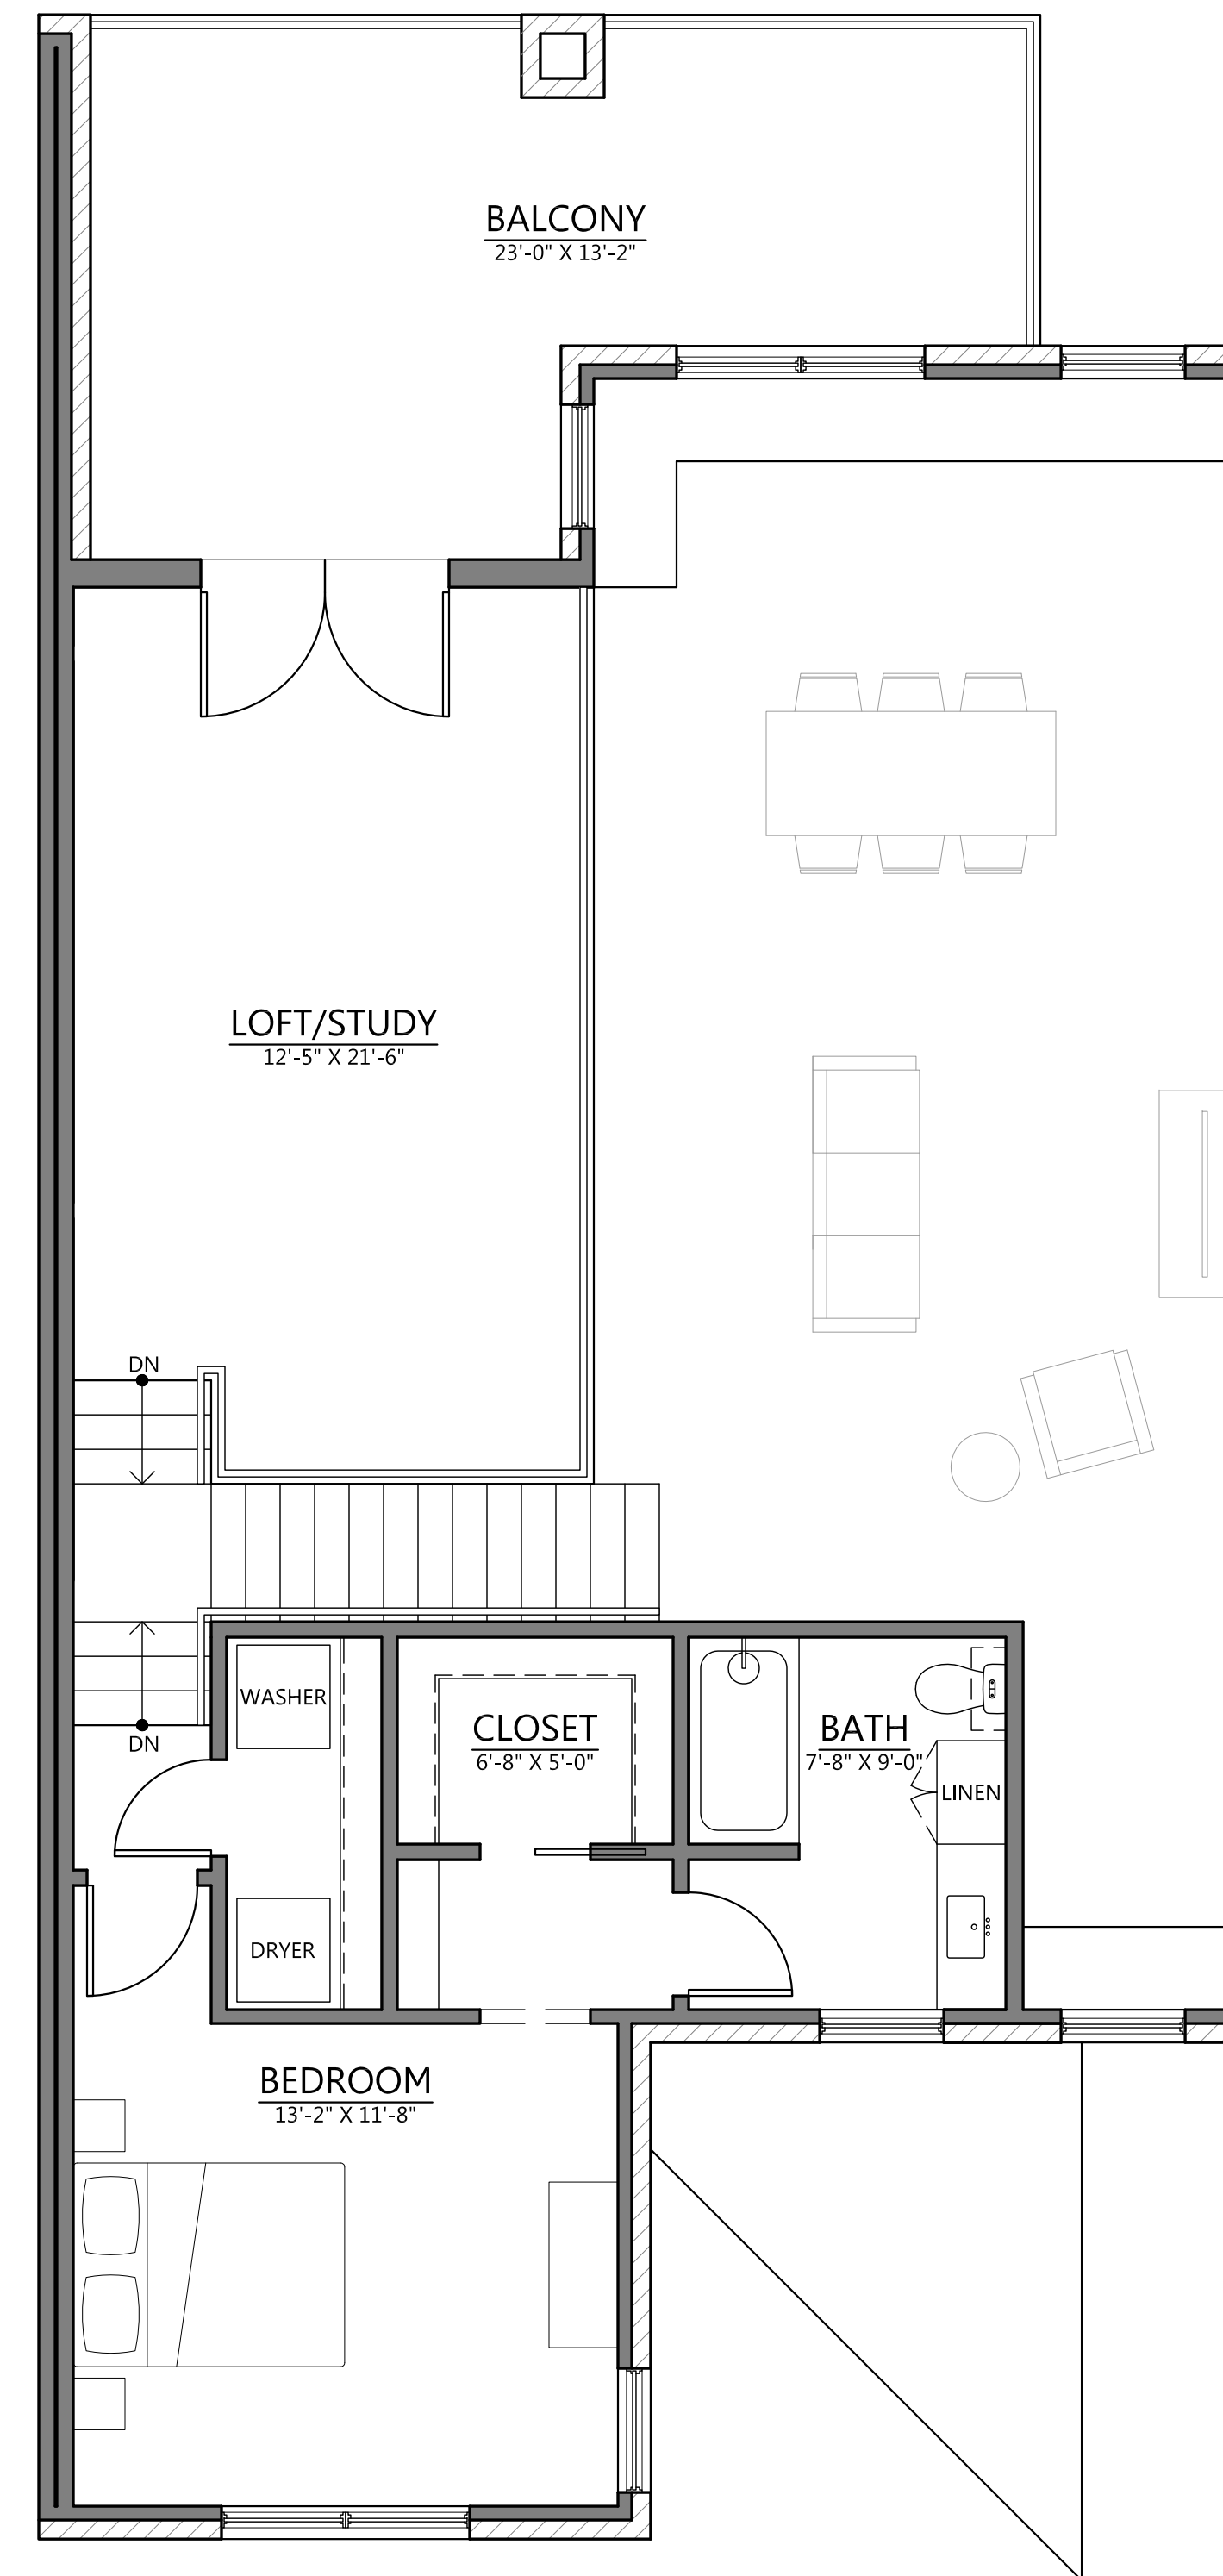 BALCONY
23'-0" X 13'-2"
LOFT/STUDY
12'-5" X 21'-6"
DN
WASHER
CLOSET
6'-8" X 5'-0"
BATH
7'-8" X 9'-0"
DN
LINEN
DRYER
BEDROOM
13'-2" X 11'-8"